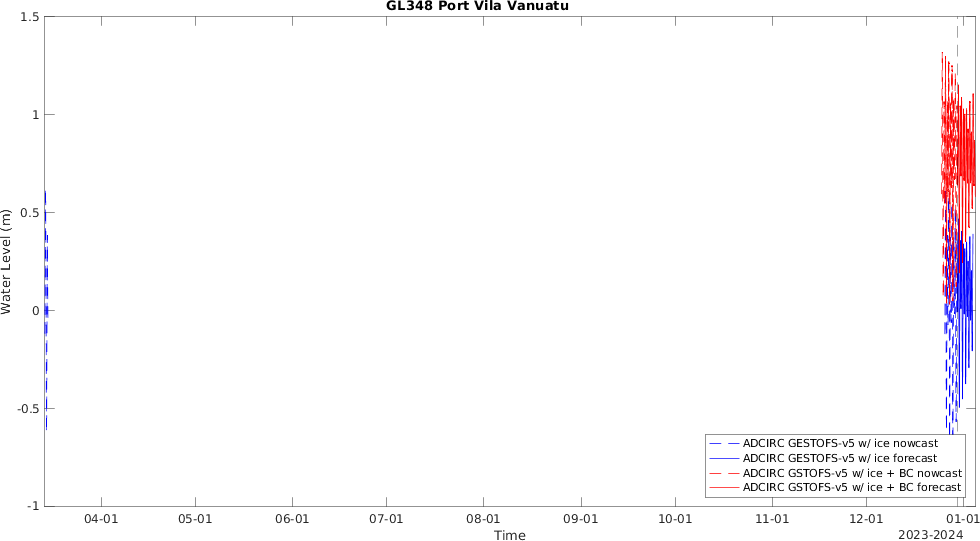 GL348 Port Vila Vanuatu
1.5
1
0.5
0
-0.5
-1
Water Level (m)
ADCIRC GESTOFS-v5 w/ ice nowcast
ADCIRC GESTOFS-v5 w/ ice forecast
ADCIRC GSTOFS-v5 w/ ice + BC nowcast
ADCIRC GSTOFS-v5 w/ ice + BC forecast
04-01 05-01 06-01 07-01 08-01 09-01 10-01 11-01 12-01 01-01
Time
2023-2024